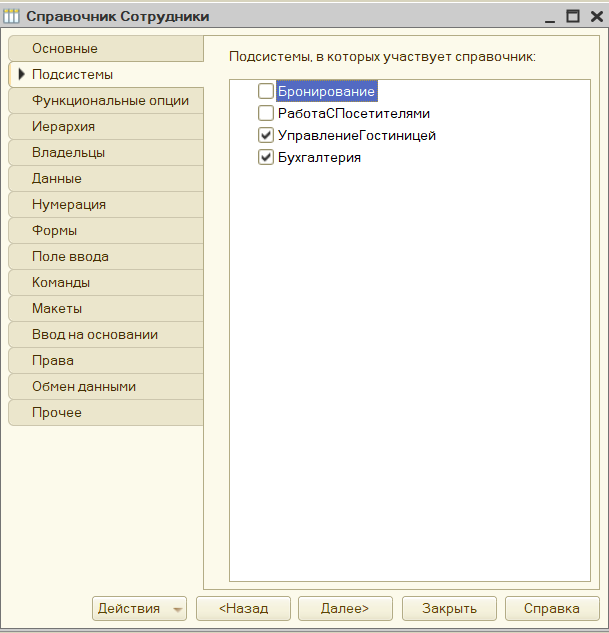 Справочник Сотрудники
Основные
Подсистемы
Функциональные опции
Иерархия
Владельцы
Данные
Нумерация
Формы
Поле ввода
Команды
Макеты
Ввод на основании
Права
Обмен данными
Прочее
Подсистемы, в которых участвует справочник:
Бронирование
РаботаСПосетителями
УправлениеГостиницей
Бухгалтерия
Действия
<Назад
Далее>
Закрыть
Справка